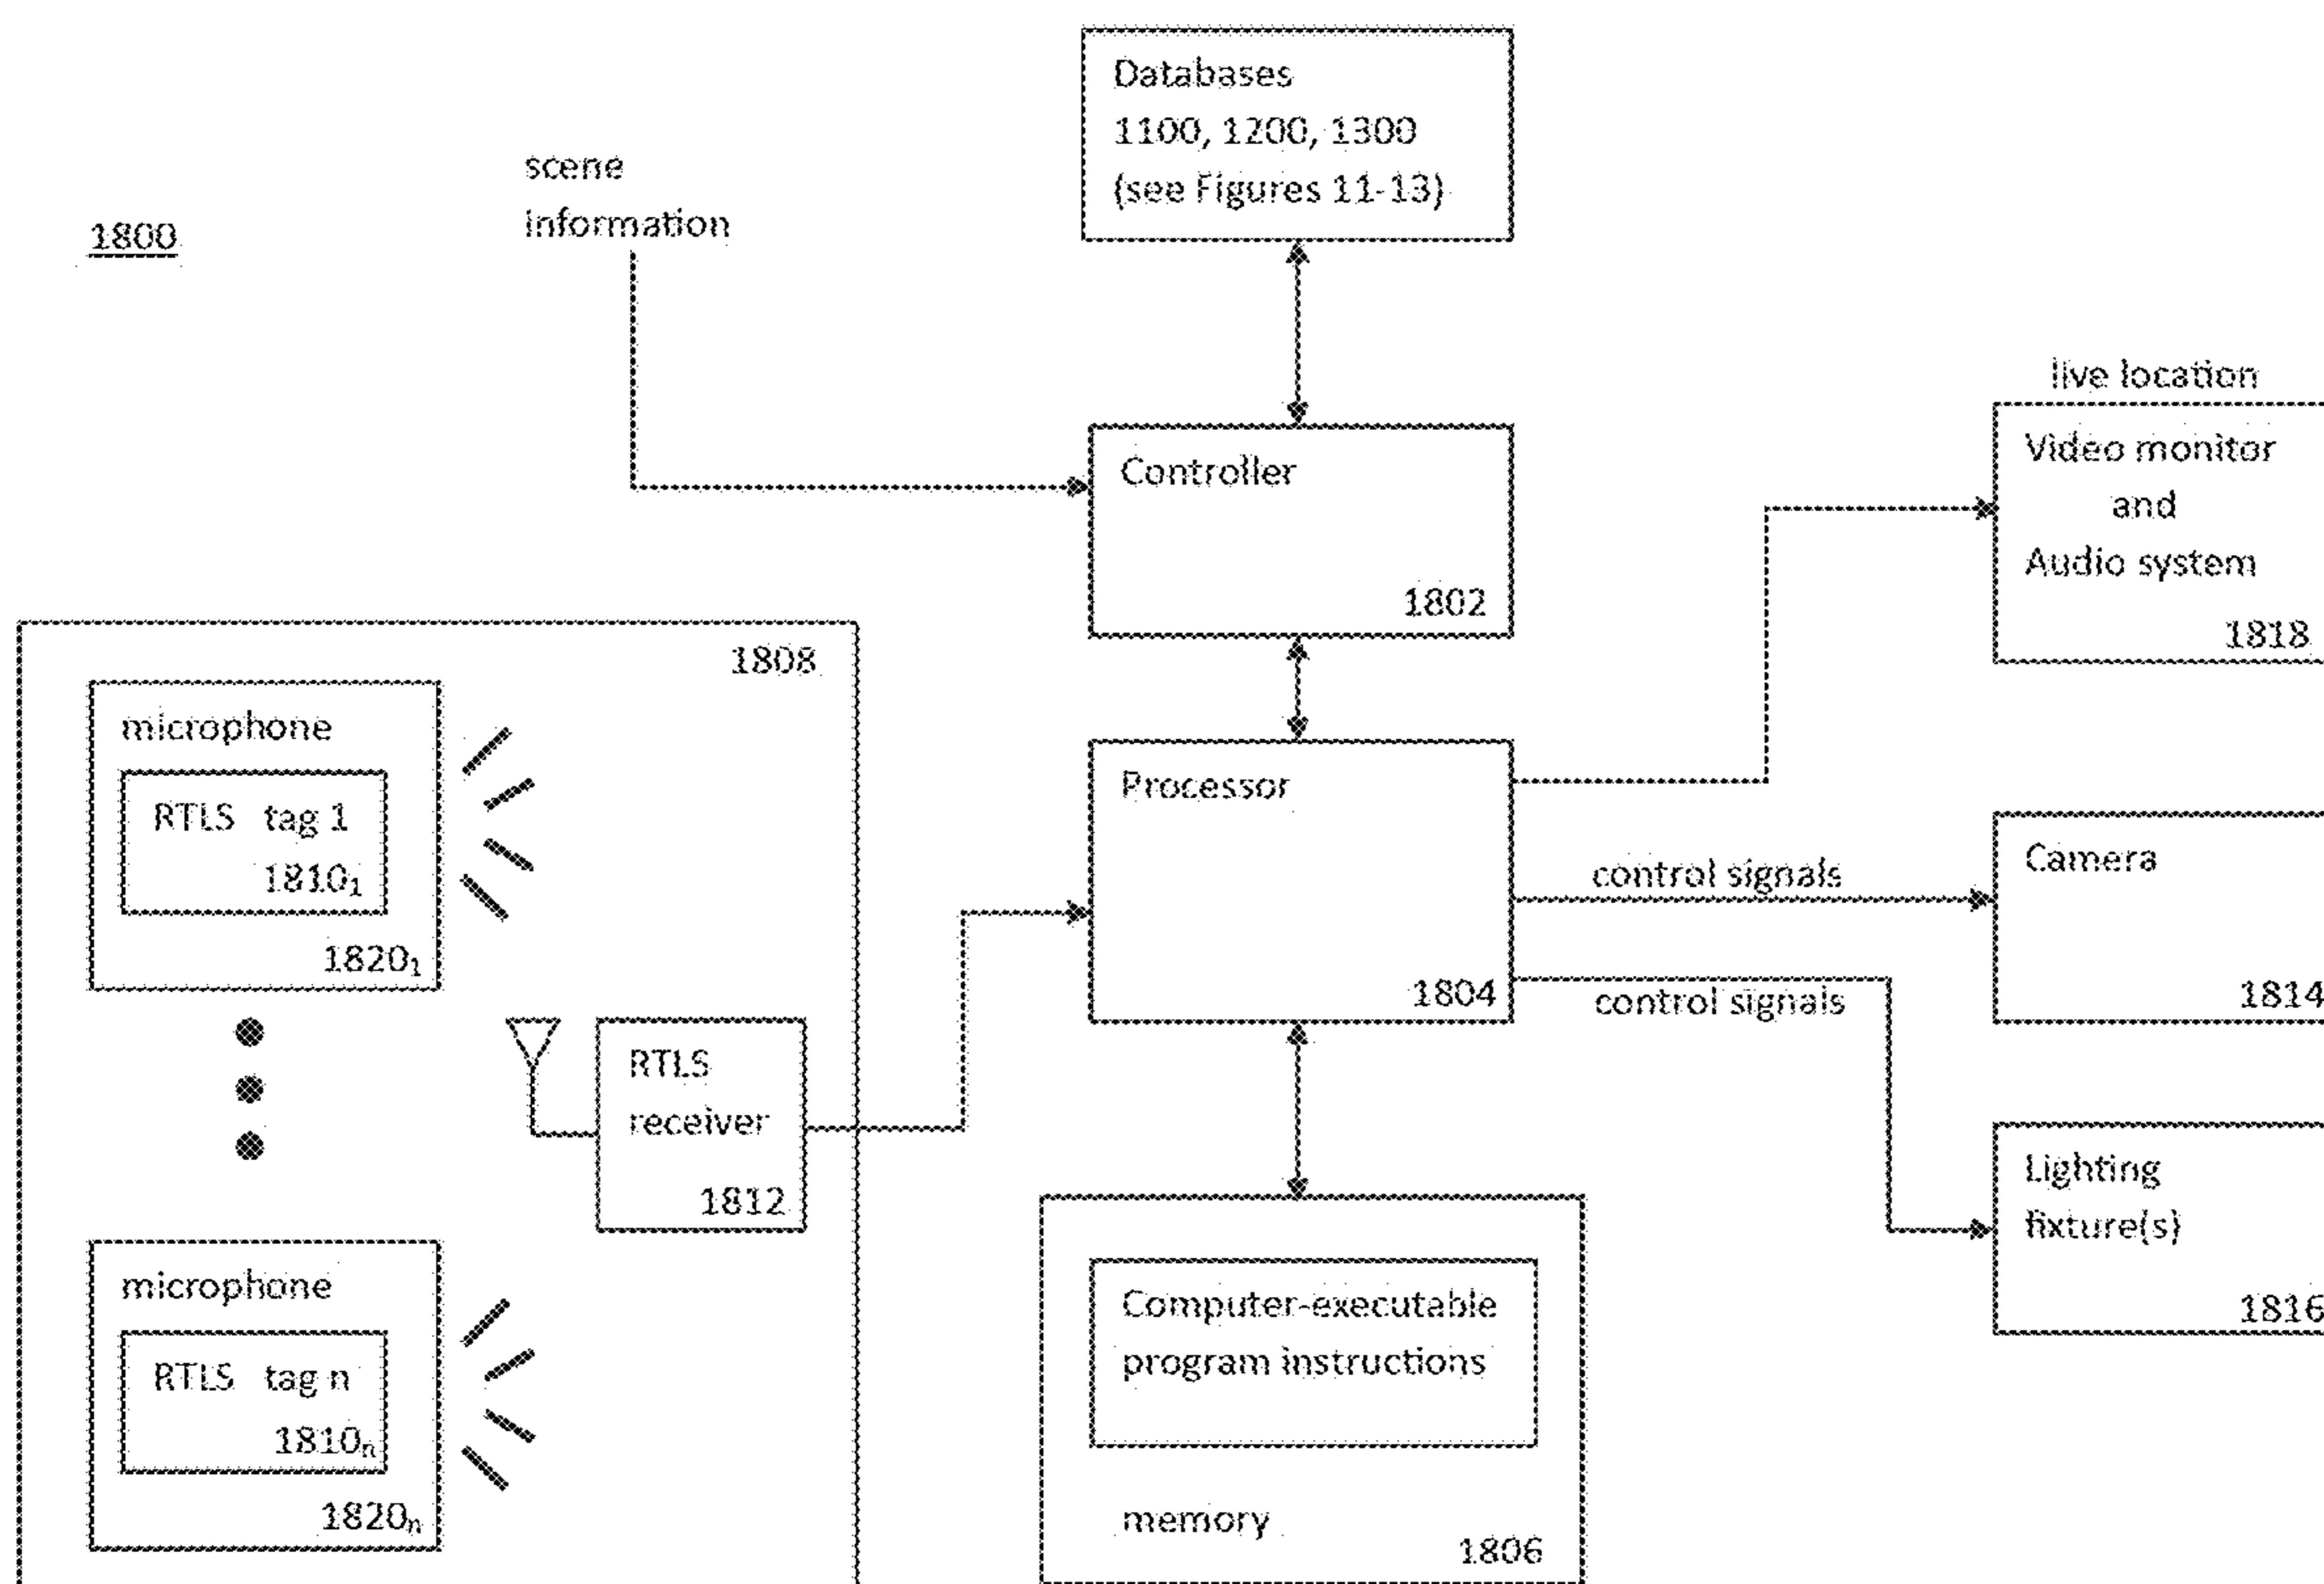 1800
scene
information
Databases
1100, 1200, 1300
(see Figures 11-13)
Controller
1802
live location
Video monitor
and
Audio system
1818
1808
microphone
RTLS tag 1
1810₁
1820₁
RTLS
receiver
1812
microphone
RTLS tag n
1810ₙ
1820ₙ
Processor
1804
control signals
control signals
Camera
1814
Lighting
fixture(s)
1816
Computer-executable
program instructions
memory
1806